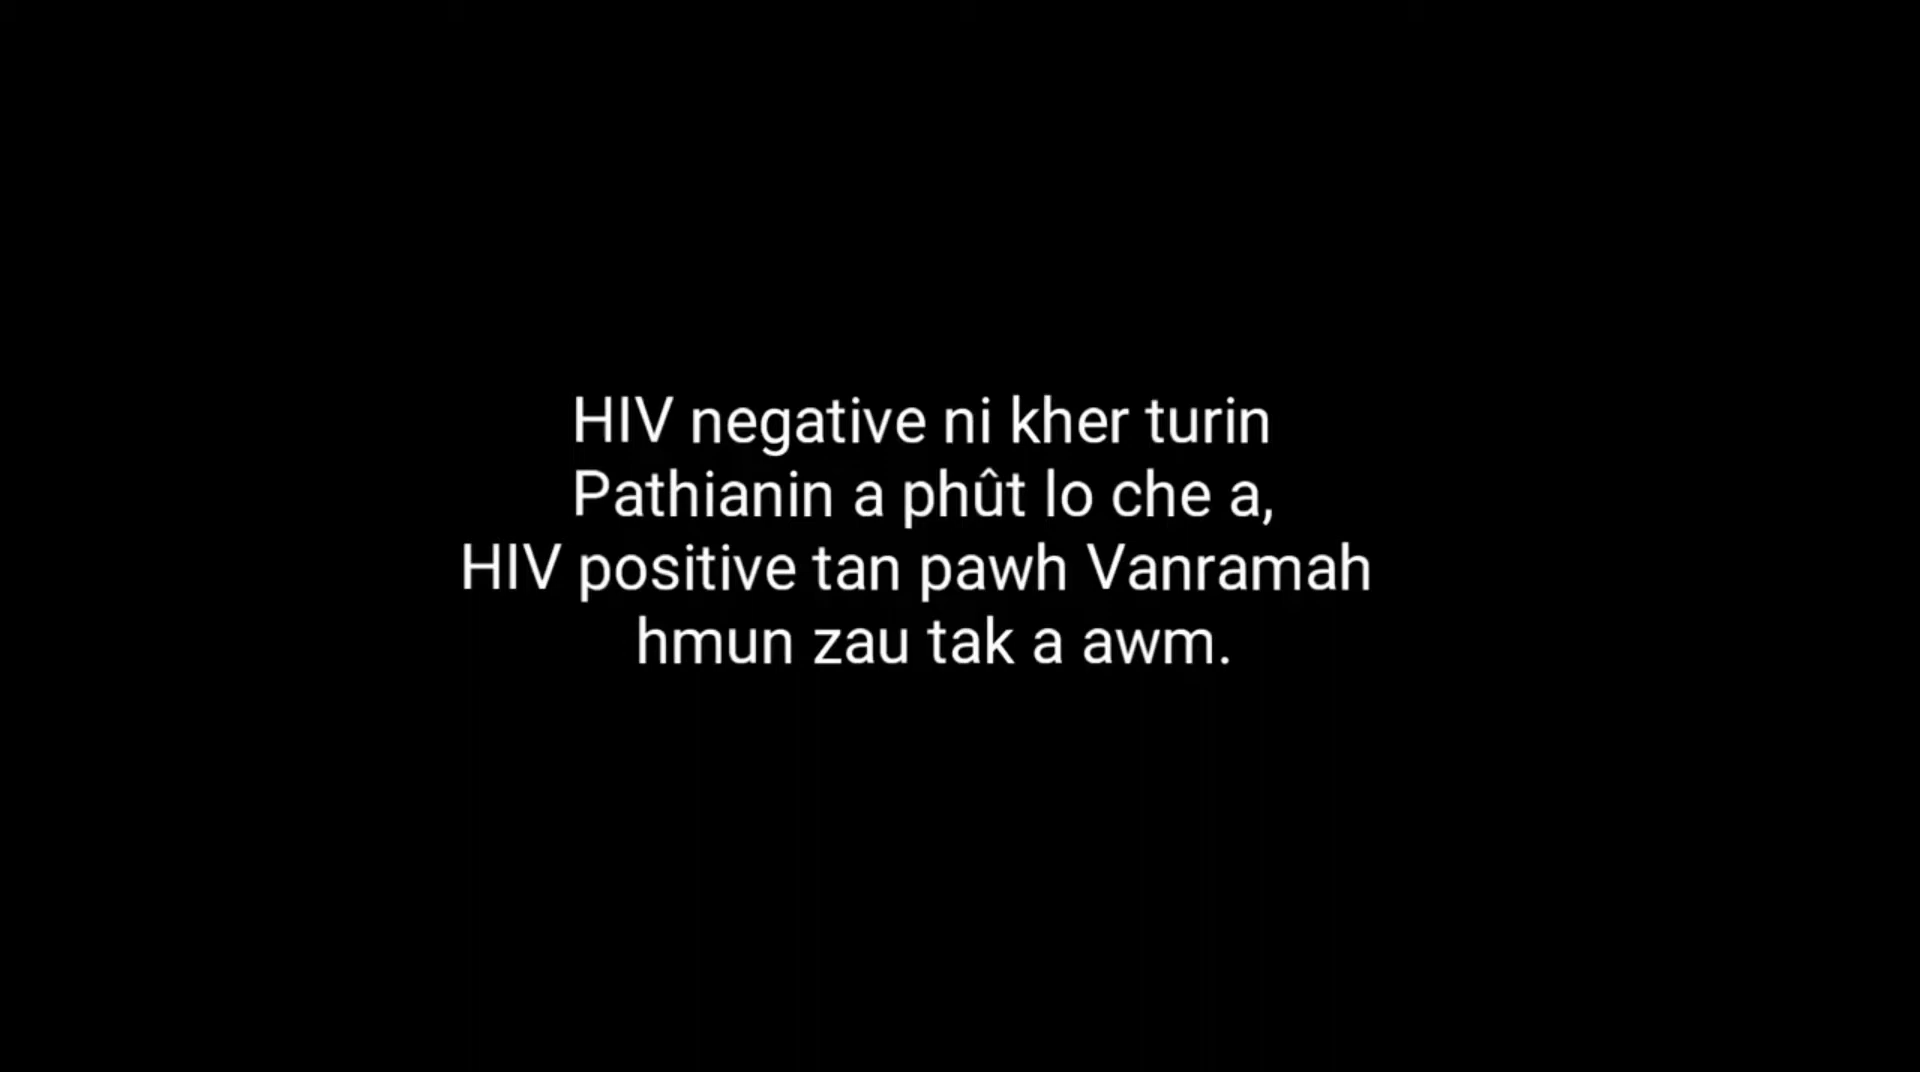 HIV negative ni kher turin
Pathianin a phût lo che a,
HIV positive tan pawh Vanramah
hmun zau tak a awm.